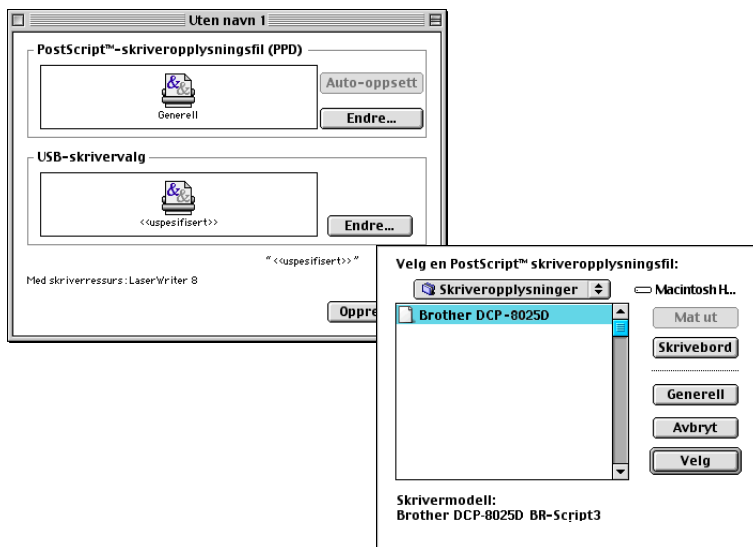 Uten navn 1
PostScript™-skriveropplysningsfil (PPD)
Generell
Auto-oppsett
Endre...
USB-skrivervalg
<<uspesifisert>>
Endre...
"<<uspesifisert>>"
Med skriverressurs: LaserWriter 8
Oppre
Velg en PostScript™ skriveropplysningsfil:
Skriveropplysninger
Macintosh H...
Brother DCP-8025D
Mat ut
Skrivebord
Generell
Avbryt
Velg
Skrivermodell:
Brother DCP-8025D BR-Script3